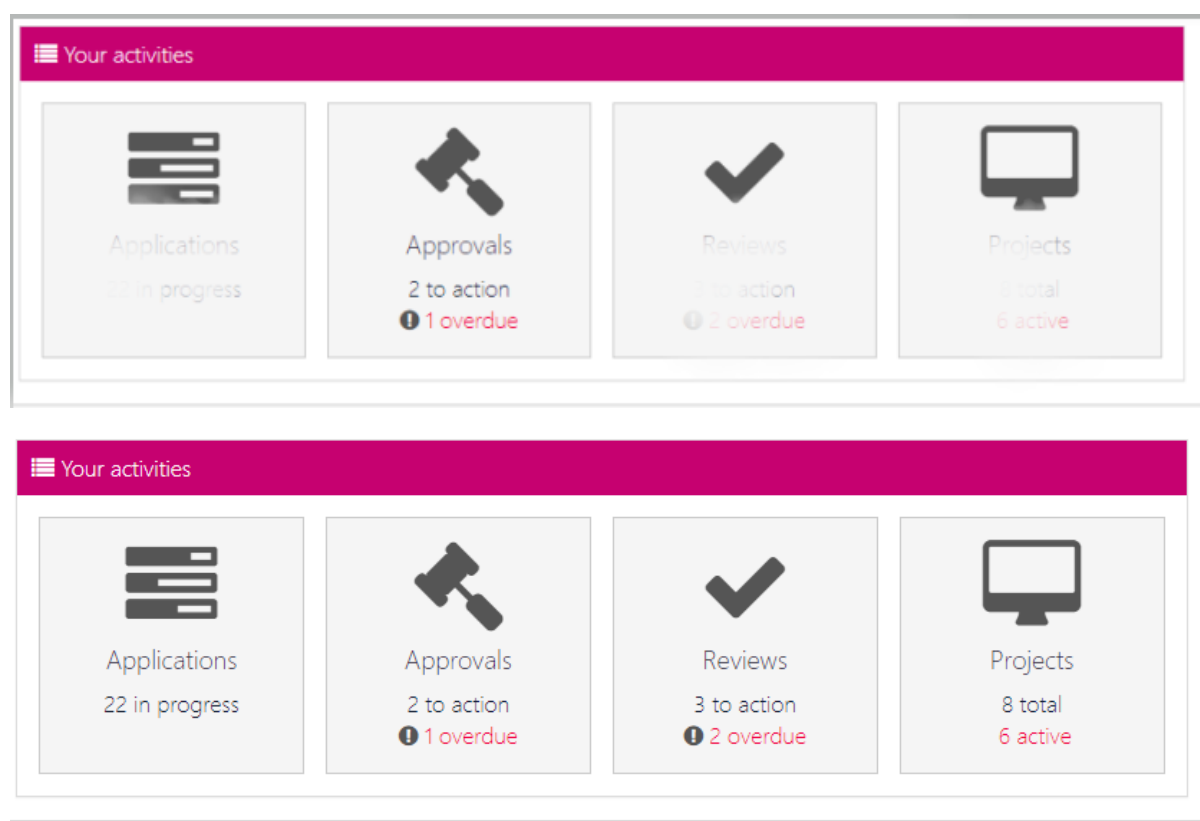 Your activities
Applications
22 in progress
Approvals
2 to action
1 overdue
Reviews
to action
2 overdue
Projects
8 total
6 active
Your activities
Applications
22 in progress
Approvals
2 to action
1 overdue
Reviews
3 to action
2 overdue
Projects
8 total
6 active